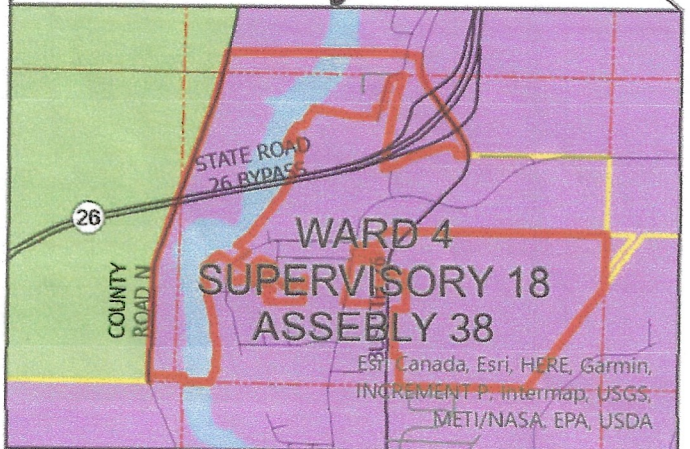 STATE ROAD
26 BYPASS
26
COUNTY
ROAD N
WARD 4
SUPERVISORY 18
ASSEBLY 38
Esri Canada, Esri, HERE, Garmin,
INCREMENT P, Intermap, USGS,
METI/NASA, EPA, USDA